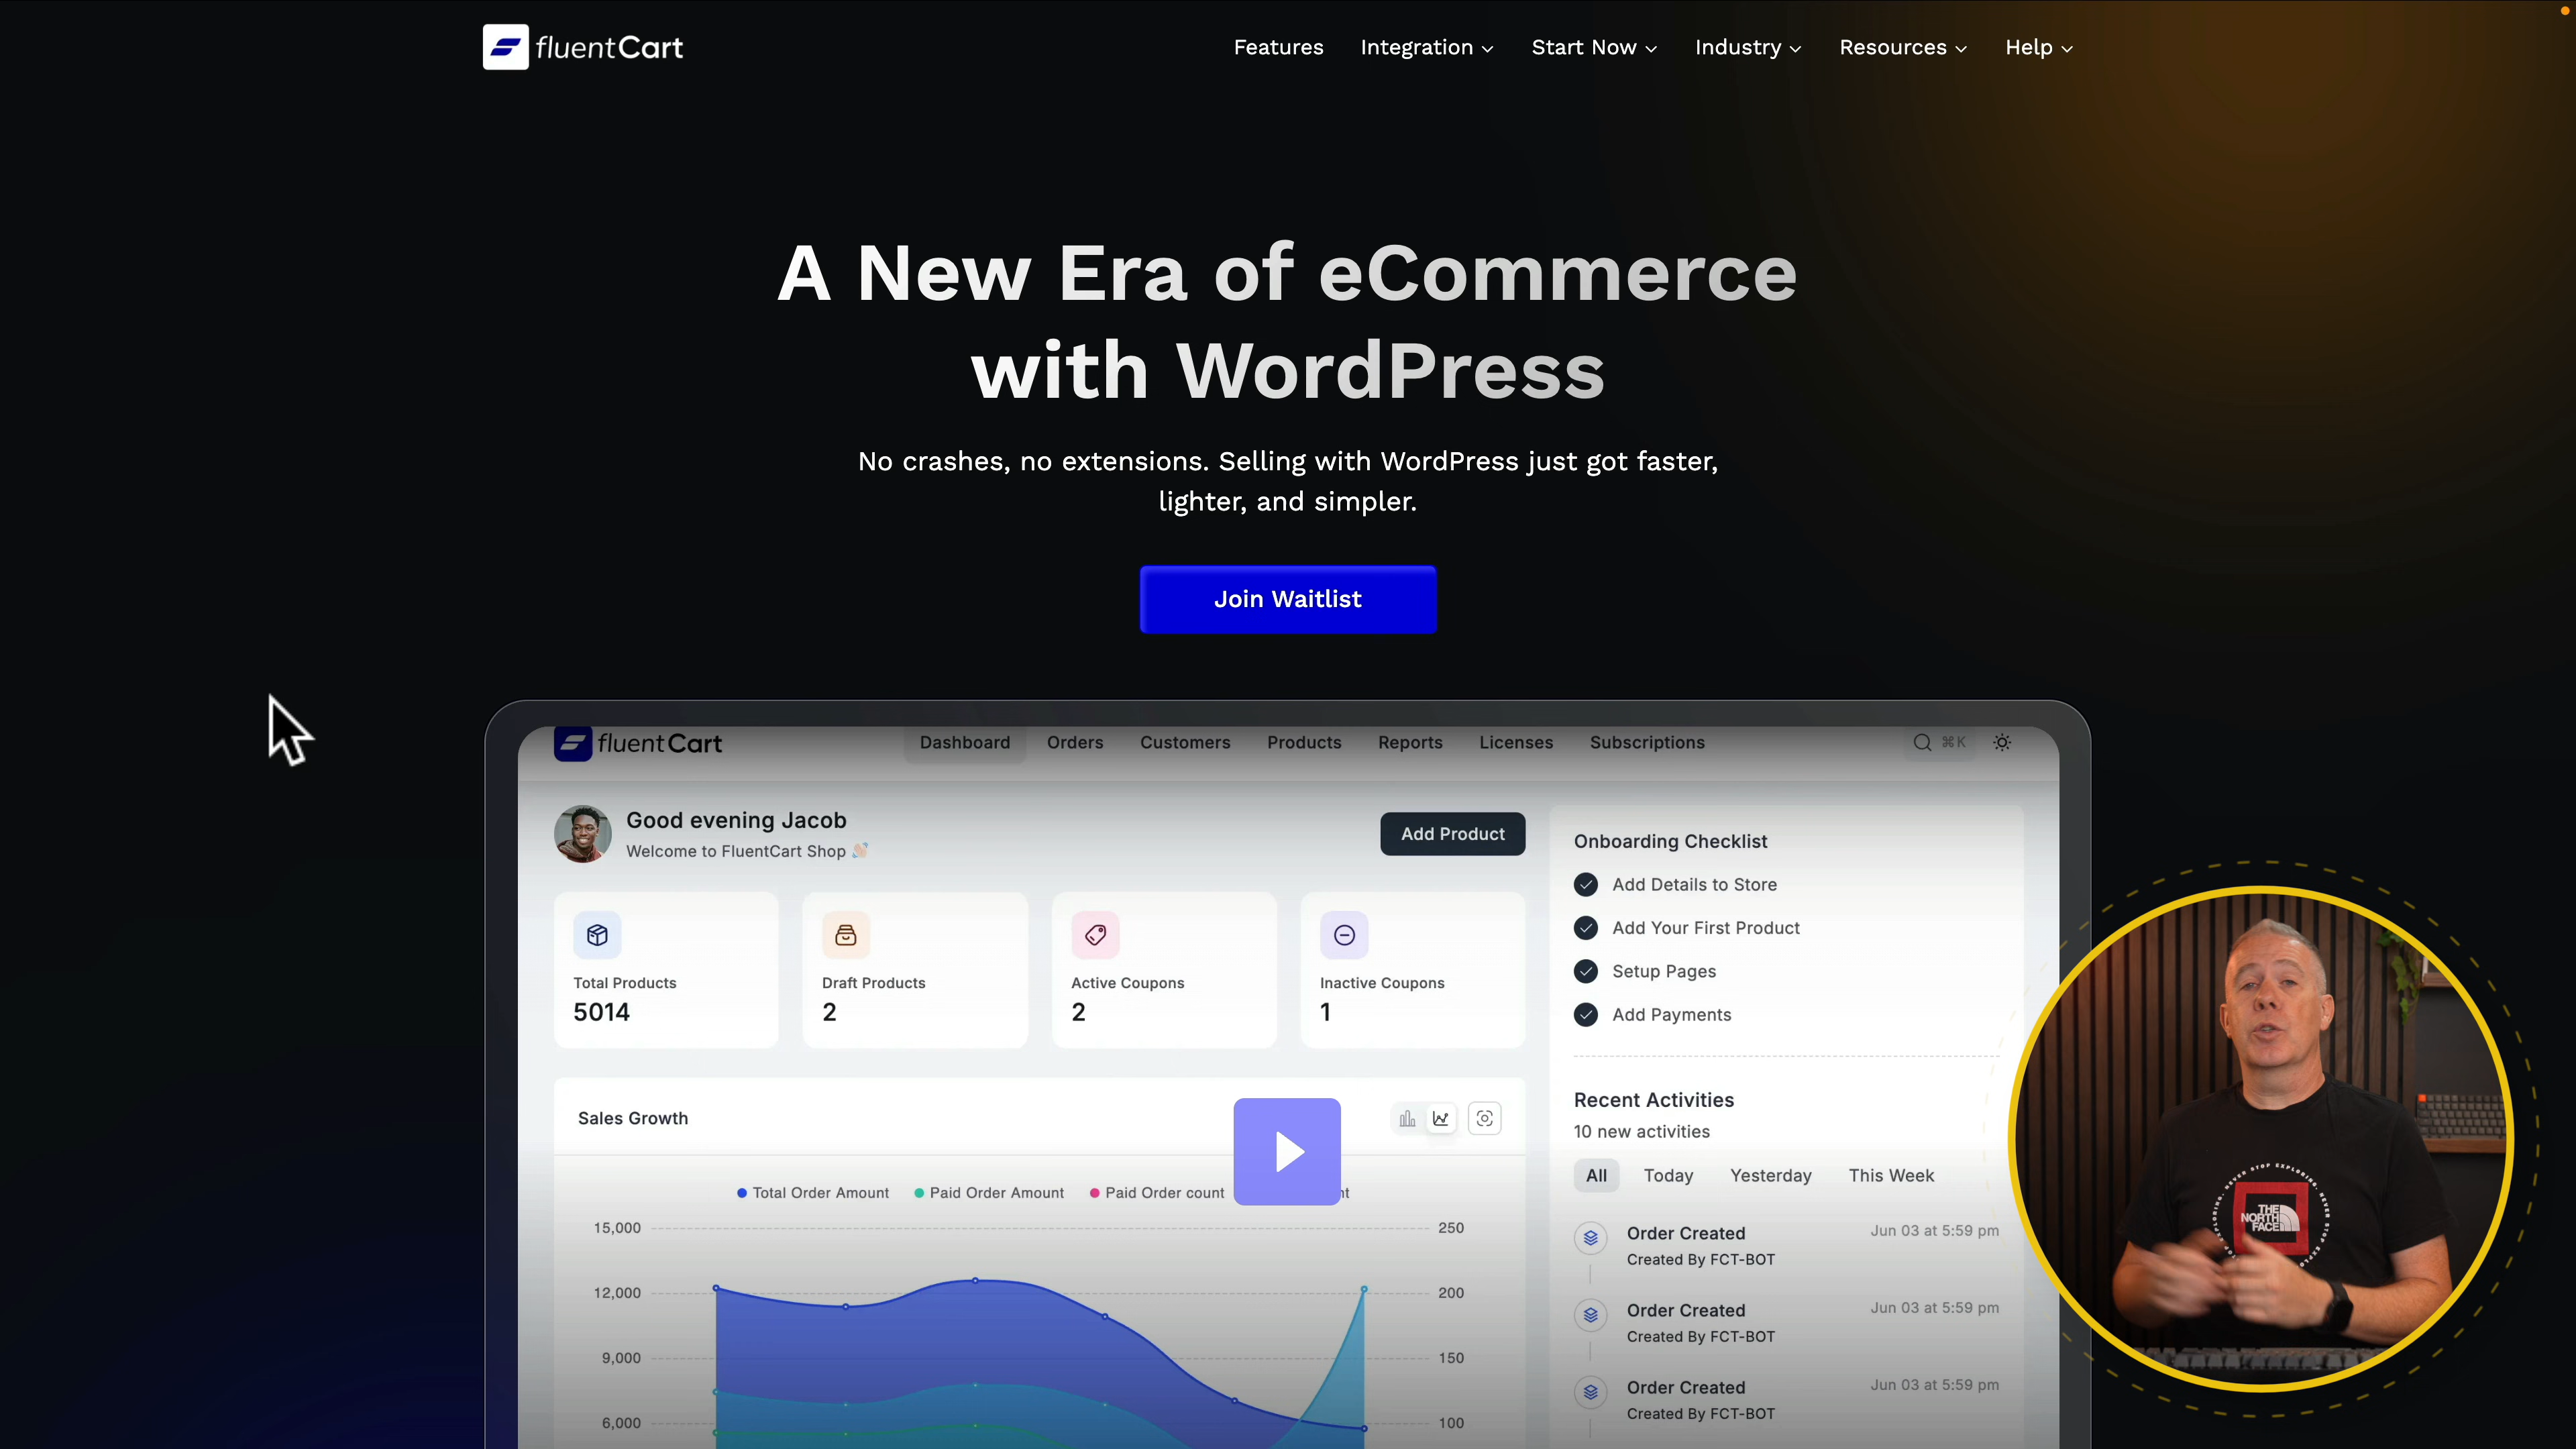 fluentCart
Features Integration Start Now Industry Resources Help
A New Era of eCommerce
with WordPress
No crashes, no extensions. Selling with WordPress just got faster,
lighter, and simpler.
Join Waitlist
fluentCart
Dashboard Orders Customers Products Reports Licenses Subscriptions
⌘K
Good evening Jacob
Welcome to FluentCart Shop 👋🏻
Add Product
Total Products
5014
Draft Products
2
Active Coupons
2
Inactive Coupons
1
Sales Growth
Total Order Amount Paid Order Amount Paid Order count
15,000
12,000
9,000
6,000
250
200
150
100
Onboarding Checklist
Add Details to Store
Add Your First Product
Setup Pages
Add Payments
Recent Activities
10 new activities
All Today Yesterday This Week
Order Created
Jun 03 at 5:59 pm
Created By FCT-BOT
Order Created
Jun 03 at 5:59 pm
Created By FCT-BOT
Order Created
Jun 03 at 5:59 pm
Created By FCT-BOT
NEVER STOP EXPLORING
THE
NORTH
FACE